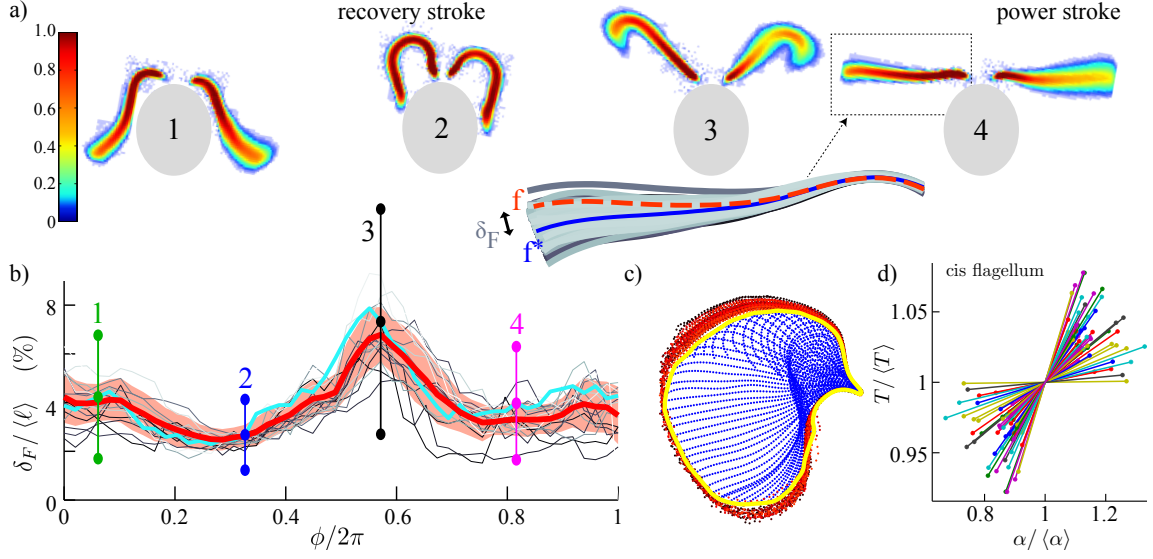 a)
recovery stroke
power stroke
1.0
0.8
0.6
0.4
0.2
0
1
2
3
4
f
δ_F
f*
b)
1
2
3
4
8
4
0
δ_F / ⟨ℓ⟩ (%)
0
0.2
0.4
0.6
0.8
1
ϕ/2π
c)
d)
cis flagellum
1.05
1
0.95
T / ⟨T⟩
0.8
1
1.2
α / ⟨α⟩